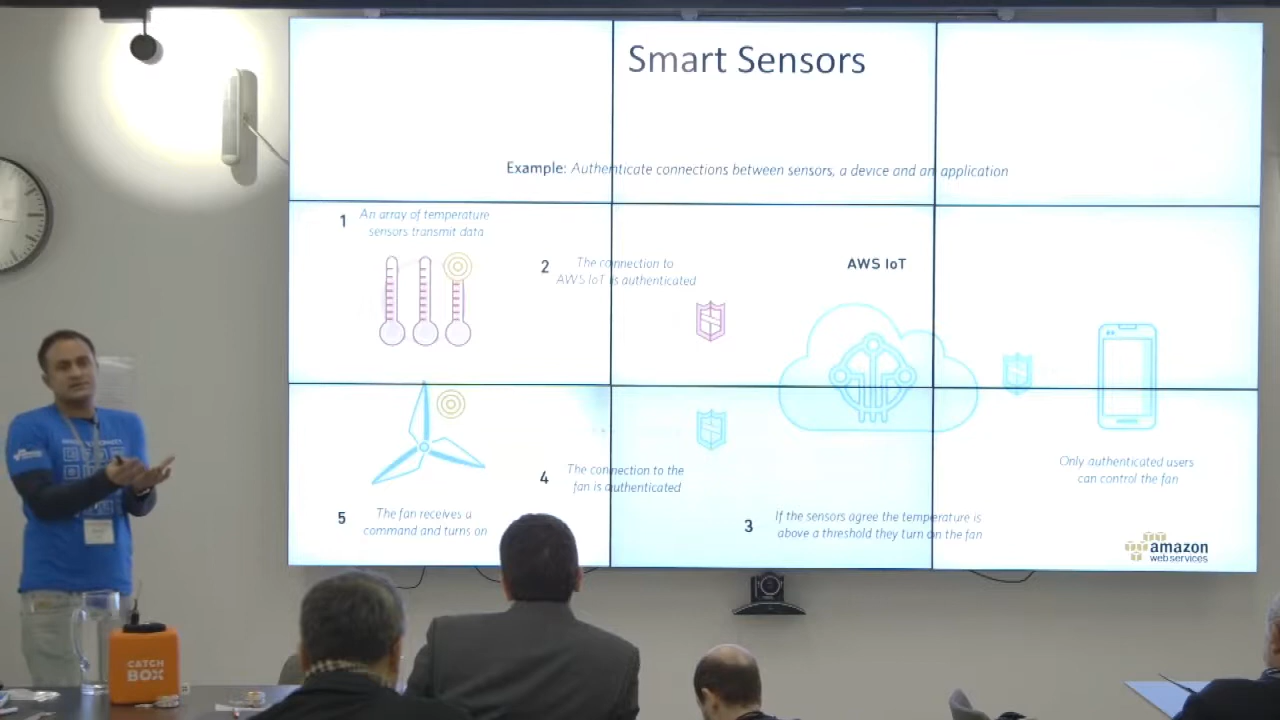 Smart Sensors
Example: Authenticate connections between sensors, a device and an application
1
An array of temperature
sensors transmit data
2
The connection to
AWS IoT is authenticated
AWS IoT
4
The connection to the
fan is authenticated
Only authenticated users
can control the fan
5
The fan receives a
command and turns on
3
If the sensors agree the temperature is
above a threshold they turn on the fan
amazon
webservices
CATCH
BOX